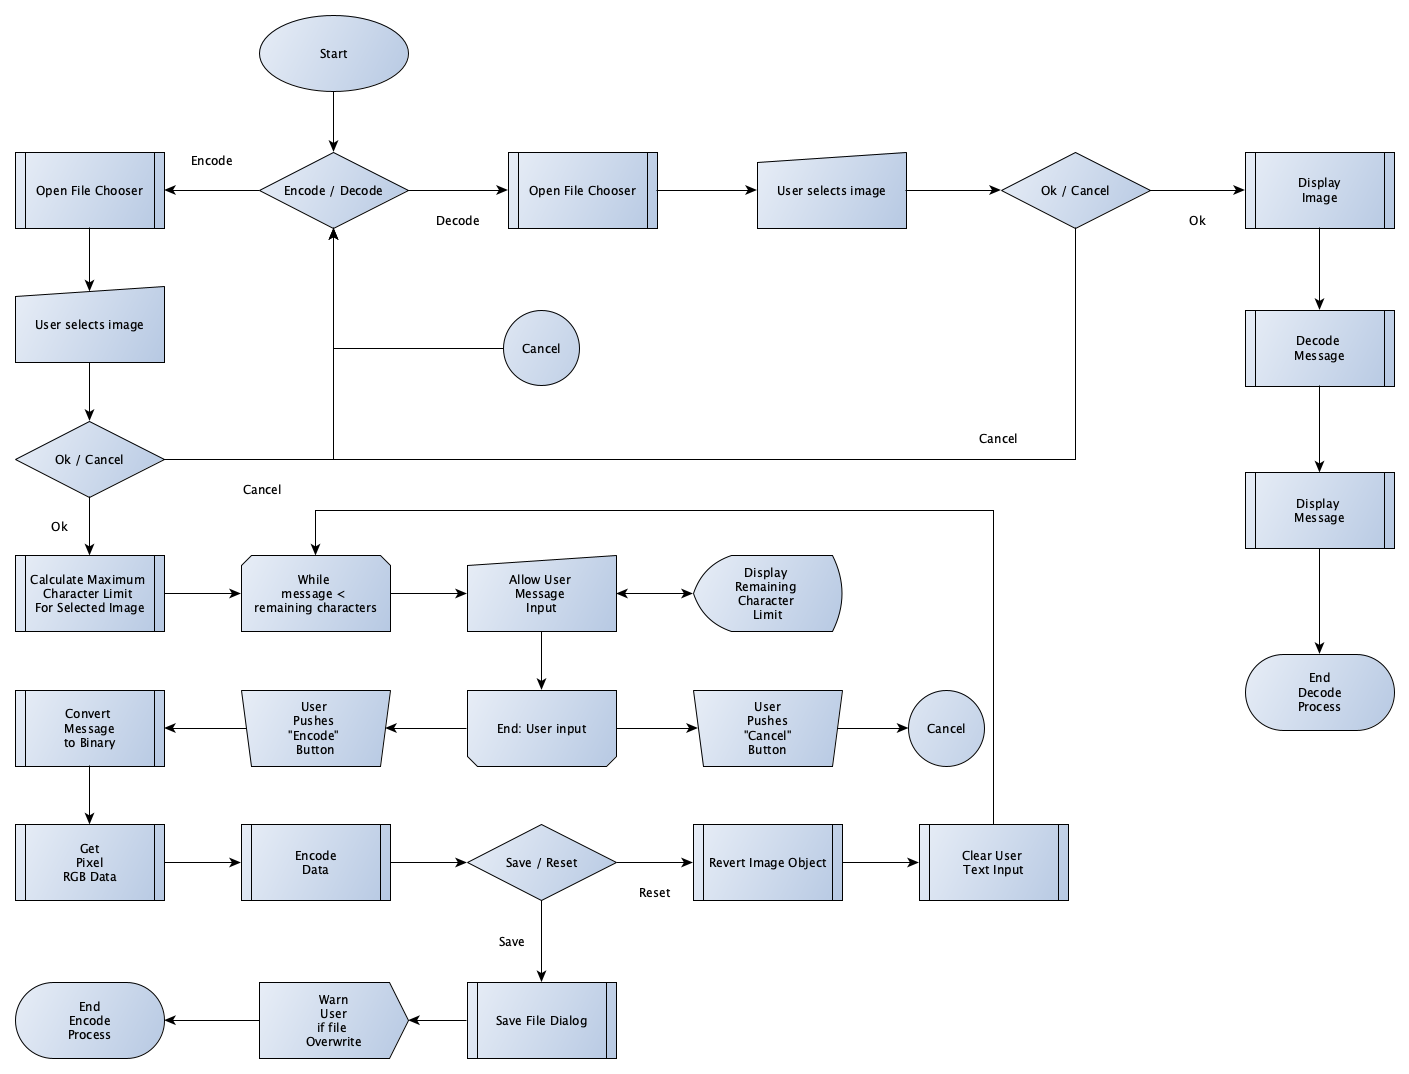 Start
Encode
Open File Chooser
Encode / Decode
Decode
Open File Chooser
User selects image
Ok / Cancel
Ok
Display
Image
User selects image
Cancel
Decode
Message
Ok / Cancel
Cancel
Cancel
Display
Message
Ok
Calculate Maximum
Character Limit
For Selected Image
While
message <
remaining characters
Allow User
Message
Input
Display
Remaining
Character
Limit
End
Decode
Process
Convert
Message
to Binary
User
Pushes
"Encode"
Button
End: User input
User
Pushes
"Cancel"
Button
Cancel
Get
Pixel
RGB Data
Encode
Data
Save / Reset
Reset
Revert Image Object
Clear User
Text Input
Save
End
Encode
Process
Warn
User
if file
Overwrite
Save File Dialog